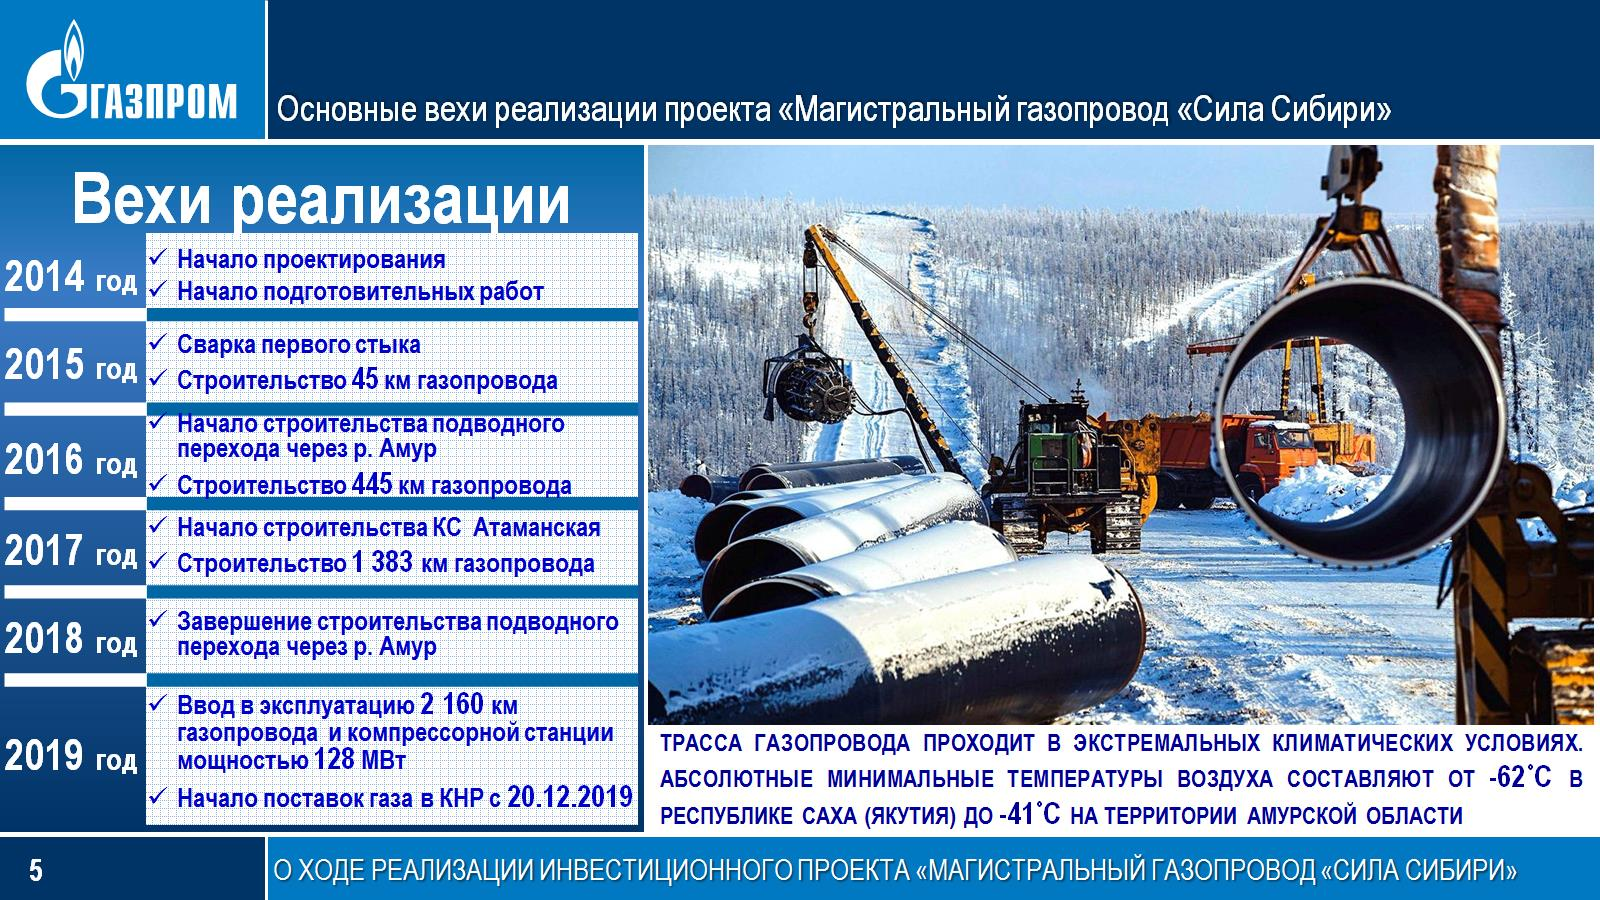 ГАЗПРОМ
Основные вехи реализации проекта «Магистральный газопровод «Сила Сибири»
Вехи реализации
2014 год
✓ Начало проектирования
✓ Начало подготовительных работ
2015 год
✓ Сварка первого стыка
✓ Строительство 45 км газопровода
2016 год
✓ Начало строительства подводного
перехода через р. Амур
✓ Строительство 445 км газопровода
2017 год
✓ Начало строительства КС Атаманская
✓ Строительство 1 383 км газопровода
2018 год
✓ Завершение строительства подводного
перехода через р. Амур
2019 год
✓ Ввод в эксплуатацию 2 160 км
газопровода и компрессорной станции
мощностью 128 МВт
✓ Начало поставок газа в КНР с 20.12.2019
ТРАССА ГАЗОПРОВОДА ПРОХОДИТ В ЭКСТРЕМАЛЬНЫХ КЛИМАТИЧЕСКИХ УСЛОВИЯХ.
АБСОЛЮТНЫЕ МИНИМАЛЬНЫЕ ТЕМПЕРАТУРЫ ВОЗДУХА СОСТАВЛЯЮТ ОТ -62˚С В
РЕСПУБЛИКЕ САХА (ЯКУТИЯ) ДО -41˚С НА ТЕРРИТОРИИ АМУРСКОЙ ОБЛАСТИ
5
О ХОДЕ РЕАЛИЗАЦИИ ИНВЕСТИЦИОННОГО ПРОЕКТА «МАГИСТРАЛЬНЫЙ ГАЗОПРОВОД «СИЛА СИБИРИ»